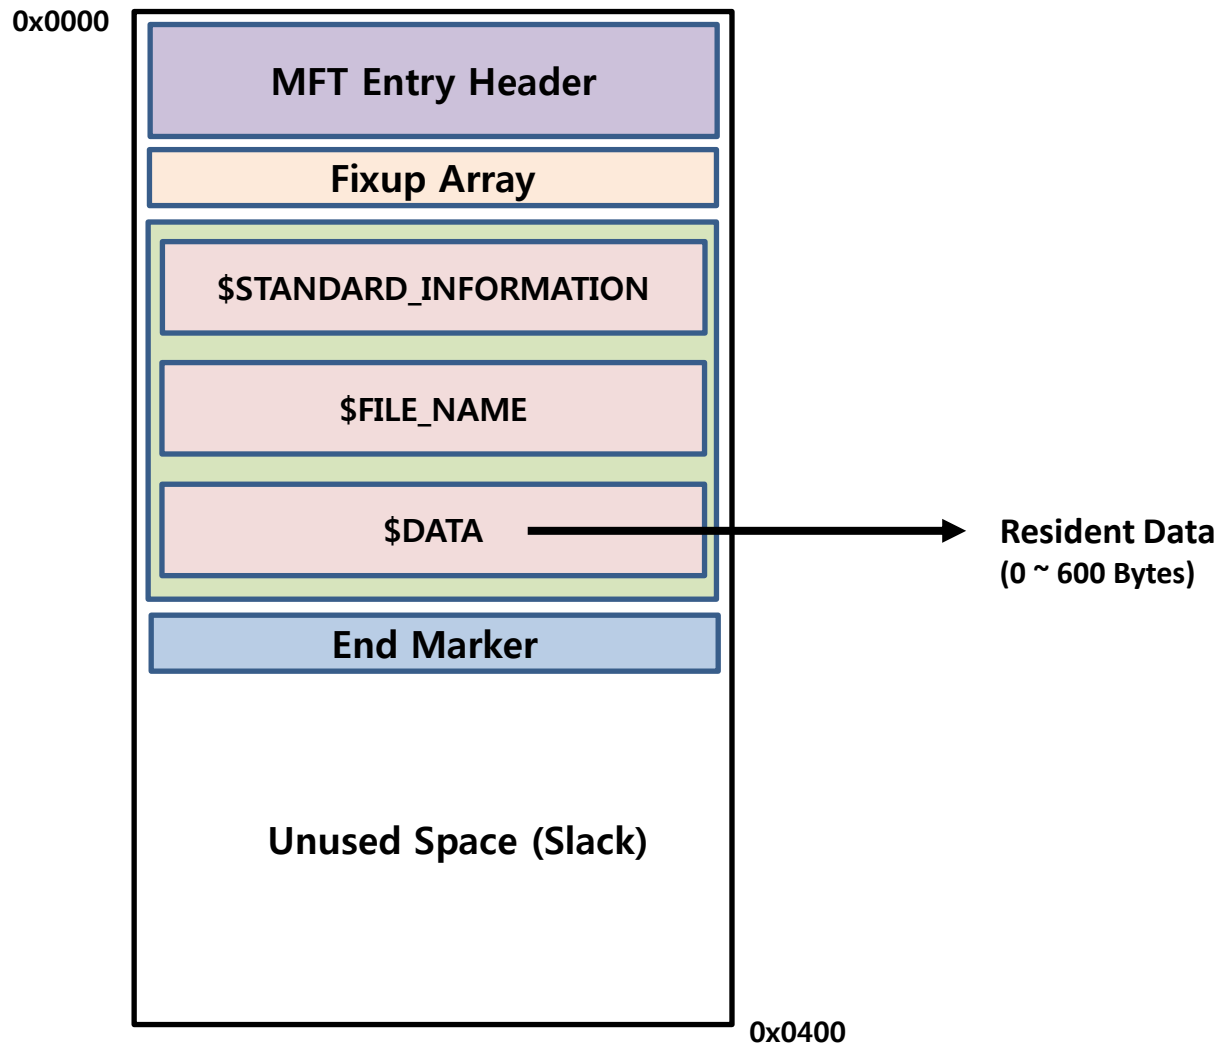 0x0000
MFT Entry Header
Fixup Array
$STANDARD_INFORMATION
$FILE_NAME
$DATA
Resident Data
(0 ~ 600 Bytes)
End Marker
Unused Space (Slack)
0x0400